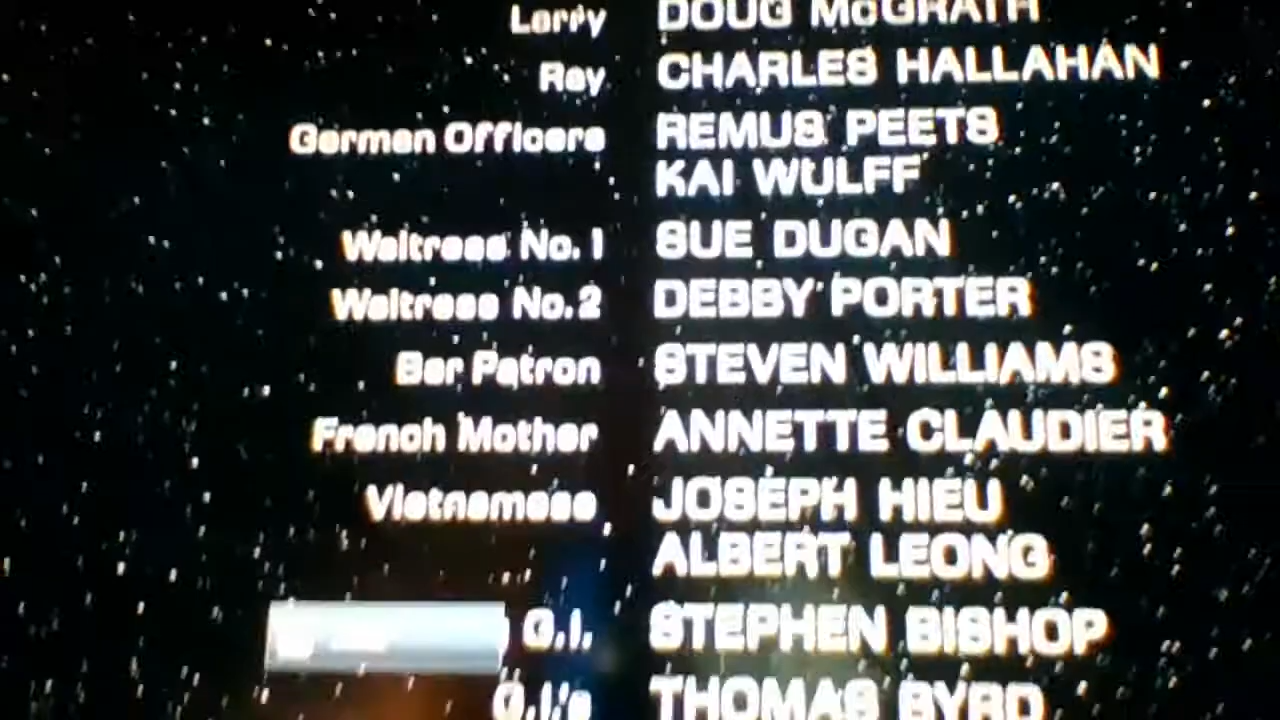 Larry DOUG McGRATH
Ray CHARLES HALLAHAN
German Officers REMUS PEETS
KAI WULFF
Waitress No. 1 SUE DUGAN
Waitress No. 2 DEBBY PORTER
Bar Patron STEVEN WILLIAMS
French Mother ANNETTE CLAUDIER
Vietnamese JOSEPH HIEU
ALBERT LEONG
G.I. STEPHEN BISHOP
G.I.'s THOMAS BYRD